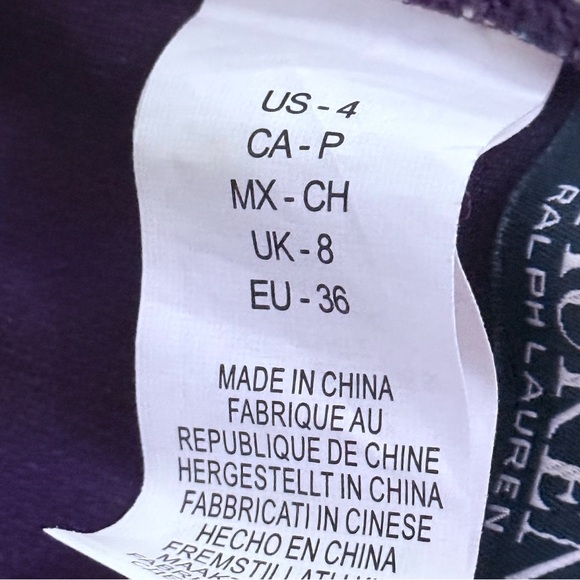 US - 4
CA - P
MX - CH
UK - 8
EU - 36
MADE IN CHINA
FABRIQUE AU
REPUBLIQUE DE CHINE
HERGESTELLT IN CHINA
FABBRICATI IN CINESE
HECHO EN CHINA
RALPH LAUREN